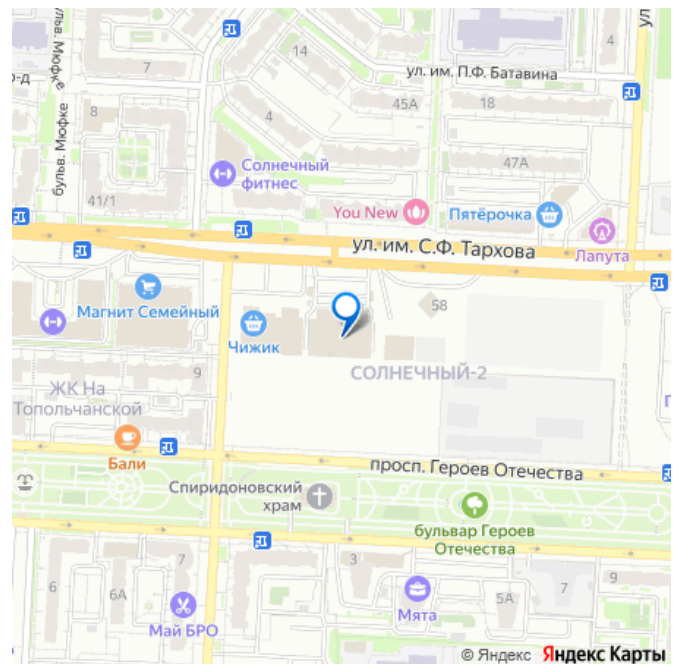 14
7
4
ул. им. П.Ф. Батавина
бульв. Мюфке
8
45А
18
4
Солнечный
фитнес
47А
41/1
You New
Пятёрочка
ул. им. С.Ф. Тархова
Лапута
Магнит Семейный
58
Чижик
9
СОЛНЕЧНЫЙ-2
ЖК На
Топольчанской
Бали
просп. Героев Отечества
Спиридоновский
храм
бульвар Героев
Отечества
7
3
9
6
6А
5А
7
Мята
Май БРО
© Яндекс Яндекс Карты